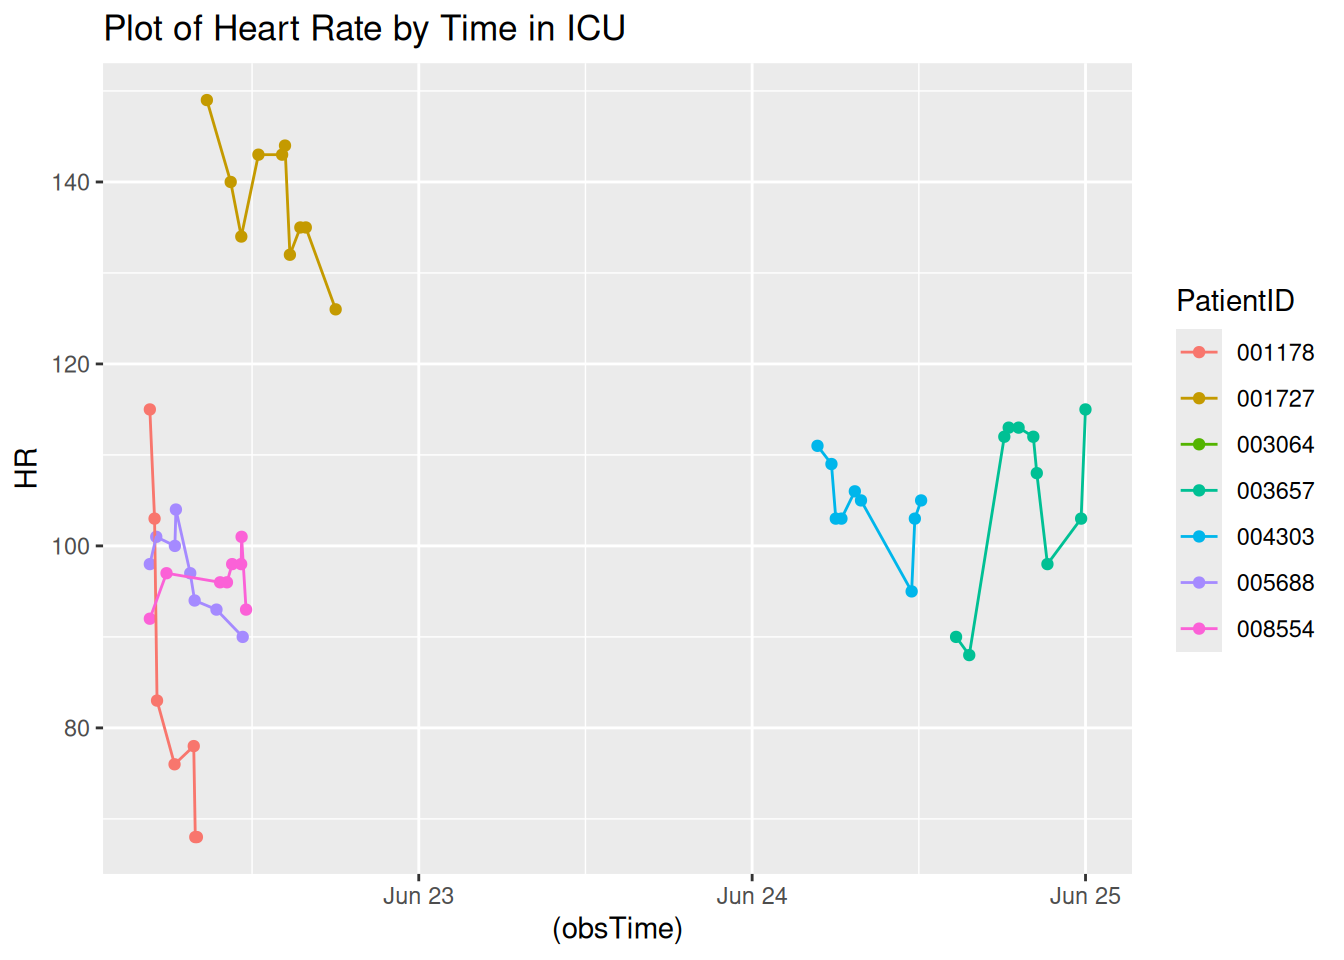 Plot of Heart Rate by Time in ICU
HR
140
120
100
80
Jun 23
Jun 24
Jun 25
(obsTime)
PatientID
001178
001727
003064
003657
004303
005688
008554